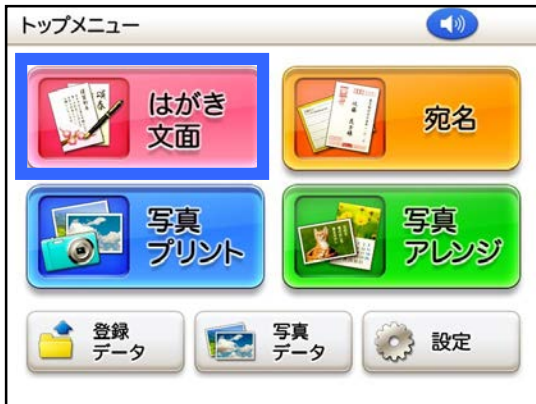 トップメニュー
はがき
文面
宛名
写真
プリント
写真
アレンジ
登録
データ
写真
データ
設定